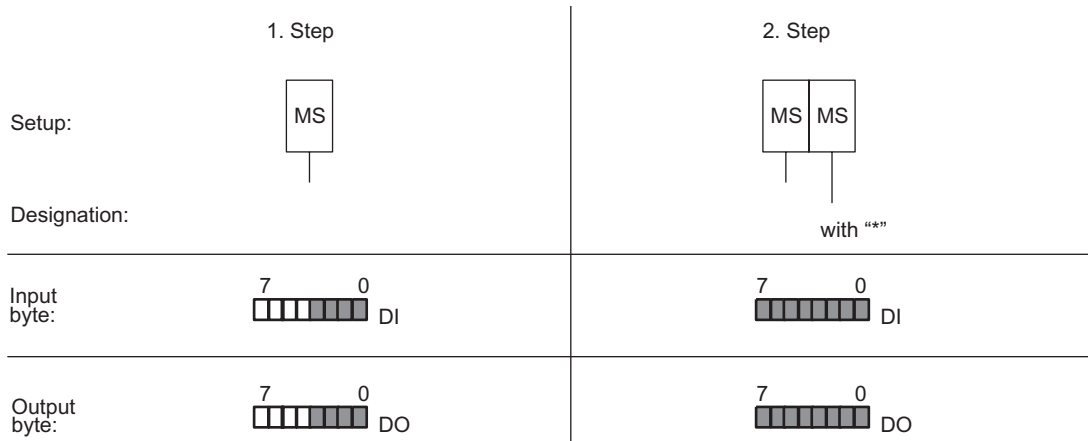 1. Step 2. Step
Setup: MS MS MS
Designation:
with “*”
Input
byte:
7 0 7 0
DI DI
Output
byte:
7 0 7 0
DO DO